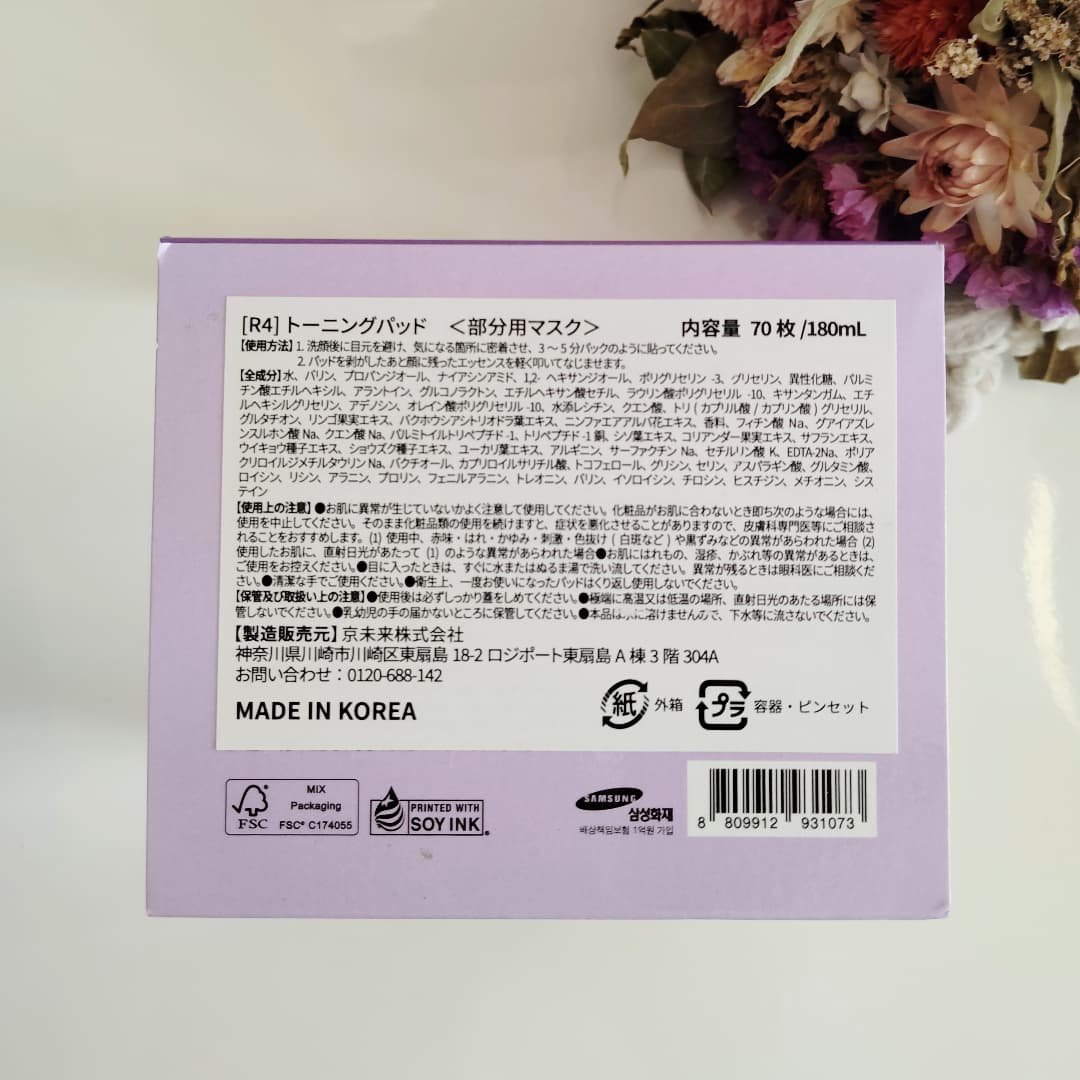 [R4] トーニングパッド <部分用マスク> 内容量 70 枚 /180mL
【使用方法】1. 洗顔後に目元を避け、気になる箇所に密着させ、3 〜 5 分パックのように貼ってください。
2. パッドを剥がしたあと顔に残ったエッセンスを軽く叩いてなじませます。
【全成分】水、バリン、プロパンジオール、ナイアシンアミド、1,2- ヘキサンジオール、ポリグリセリン -3、グリセリン、異性化糖、パルミ
チン酸エチルヘキシル、アラントイン、グルコノラクトン、エチルヘキサン酸セチル、ラウリン酸ポリグリセリル -10、キサンタンガム、エチ
ルヘキシルグリセリン、アデノシン、オレイン酸ポリグリセリル -10、水添レシチン、クエン酸、トリ ( カプリル酸 / カプリン酸 ) グリセリル、
グルタチオン、リンゴ果実エキス、バクホウシアシトリオドラ葉エキス、ニンファエアアルバ花エキス、香料、フィチン酸 Na、グアイアズレ
ンスルホン酸 Na、クエン酸 Na、パルミトイルトリペプチド -1、トリペプチド -1 銅、シソ葉エキス、コリアンダー果実エキス、サフランエキス、
ウイキョウ種子エキス、ショウズク種子エキス、ユーカリ葉エキス、アルギニン、サーファクチン Na、セチルリン酸 K、EDTA-2Na、ポリア
クリロイルジメチルタウリン Na、バクチオール、カプリロイルサリチル酸、トコフェロール、グリシン、セリン、アスパラギン酸、グルタミン酸、
ロイシン、リシン、アラニン、プロリン、フェニルアラニン、トレオニン、バリン、イソロイシン、チロシン、ヒスチジン、メチオニン、シス
テイン
【使用上の注意】●お肌に異常が生じていないかよく注意して使用してください。化粧品がお肌に合わないとき即ち次のような場合には、
使用を中止してください。そのまま化粧品類の使用を続けますと、症状を悪化させることがありますので、皮膚科専門医等にご相談さ
れることをおすすめします。(1) 使用中、赤味・はれ・かゆみ・刺激・色抜け ( 白斑など ) や黒ずみなどの異常があらわれた場合 (2)
使用したお肌に、直射日光があたって (1) のような異常があらわれた場合●お肌にはれもの、湿疹、かぶれ等の異常があるときは、
ご使用をお控えください。●目に入ったときは、すぐに水またはぬるま湯で洗い流してください。異常が残るときは眼科医にご相談くだ
さい。●清潔な手でご使用ください。●衛生上、一度お使いになったパッドはくり返し使用しないでください。
【保管及び取扱い上の注意】●使用後は必ずしっかり蓋をしめてください。●極端に高温又は低温の場所、直射日光のあたる場所には保
管しないでください。●乳幼児の手の届かないところに保管してください。●本品は水に溶けませんので、下水等に流さないでください。
【製造販売元】京未来株式会社
神奈川県川崎市川崎区東扇島 18-2 ロジポート東扇島 A 棟 3 階 304A
お問い合わせ：0120-688-142
MADE IN KOREA 紙 外箱 プラ 容器・ピンセット
FSC MIX Packaging FSC® C174055
PRINTED WITH SOY INK®
SAMSUNG
삼성화재
배상책임보험 1억원 가입
8 809912 931073